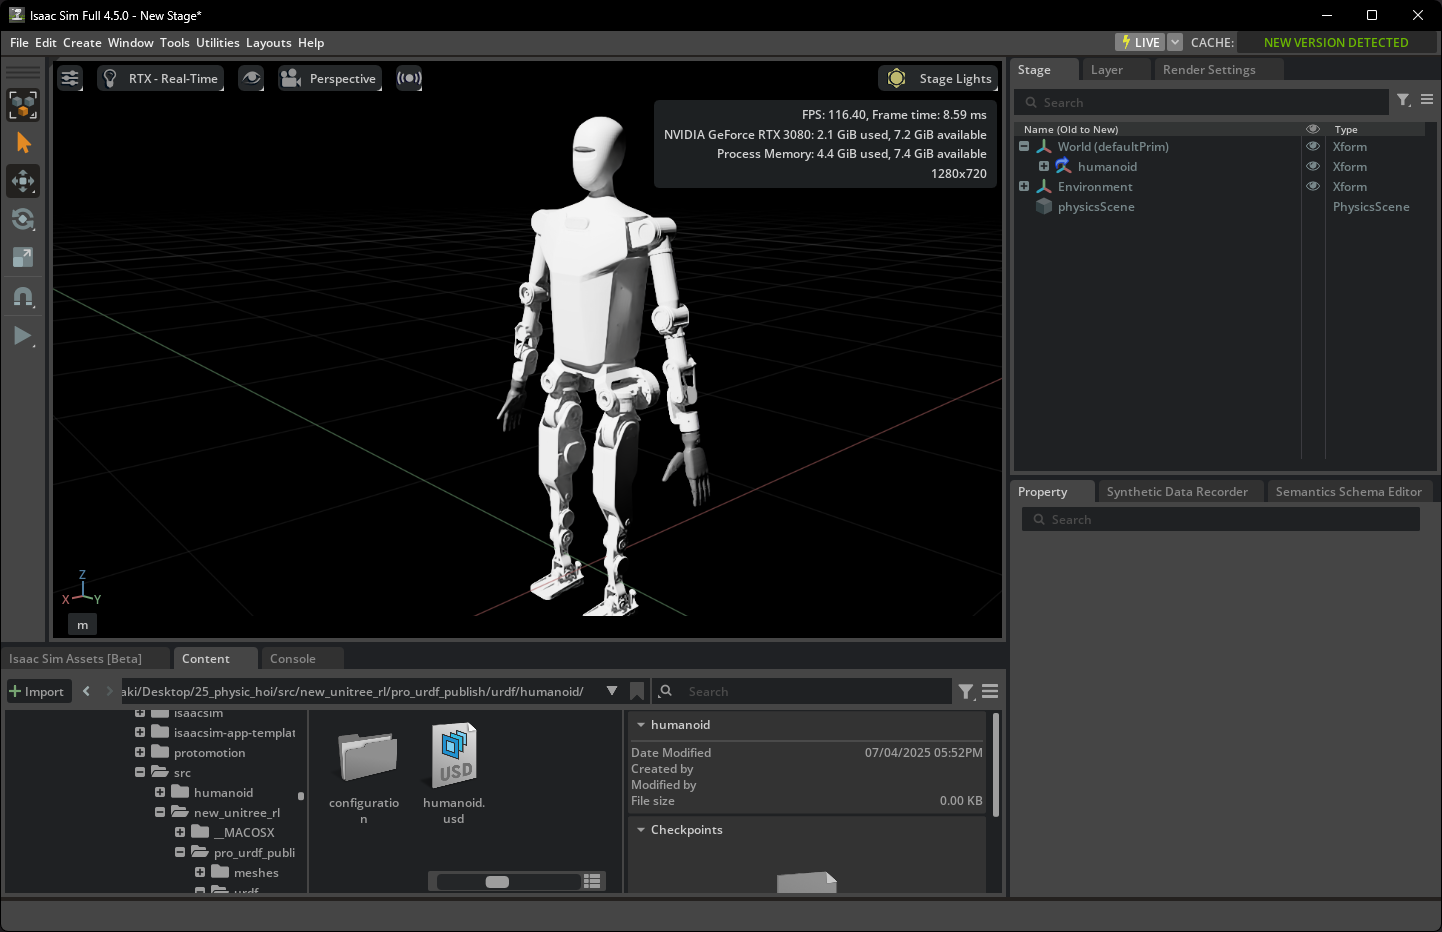 Isaac Sim Full 4.5.0 - New Stage*
File Edit Create Window Tools Utilities Layouts Help
LIVE CACHE: NEW VERSION DETECTED
RTX - Real-Time
Perspective
Stage Lights
FPS: 116.40, Frame time: 8.59 ms
NVIDIA GeForce RTX 3080: 2.1 GiB used, 7.2 GiB available
Process Memory: 4.4 GiB used, 7.4 GiB available
1280x720
Z
X Y
m
Stage Layer Render Settings
Search
Name (Old to New) Type
World (defaultPrim) Xform
humanoid Xform
Environment Xform
physicsScene PhysicsScene
Property Synthetic Data Recorder Semantics Schema Editor
Search
Isaac Sim Assets [Beta] Content Console
Import aki/Desktop/25_physic_hoi/src/new_unitree_rl/pro_urdf_publish/urdf/humanoid/ Search
isaacsim
isaacsim-app-templat
protomotion
src
humanoid
new_unitree_rl
__MACOSX
pro_urdf_publi
meshes
urdf
USD
configuratio
n
humanoid.
usd
humanoid
Date Modified 07/04/2025 05:52PM
Created by
Modified by
File size 0.00 KB
Checkpoints